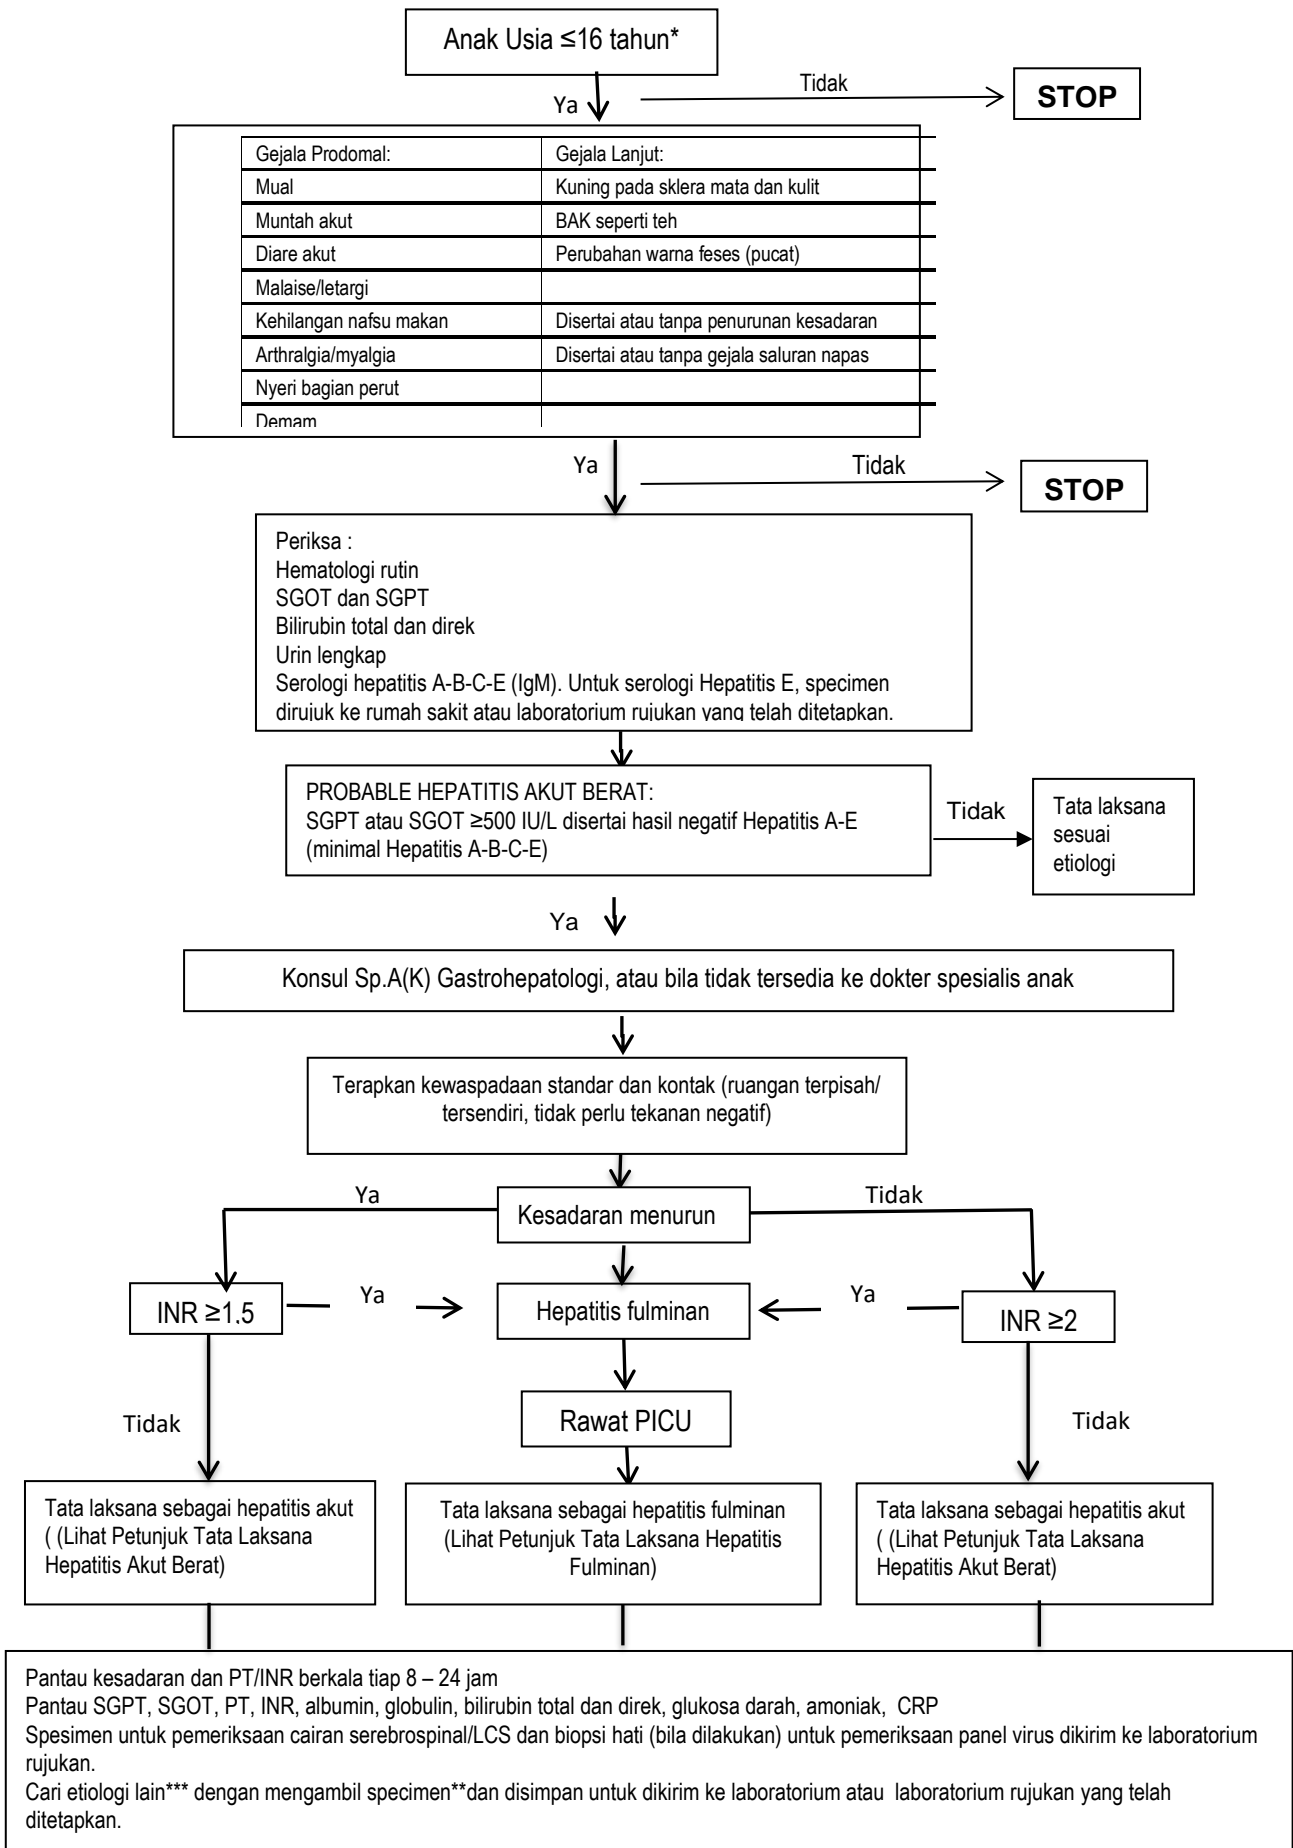 Anak Usia ≤16 tahun*
Tidak
STOP
Ya
Gejala Prodomal: Gejala Lanjut:
Mual Kuning pada sklera mata dan kulit
Muntah akut BAK seperti teh
Diare akut Perubahan warna feses (pucat)
Malaise/letargi
Kehilangan nafsu makan Disertai atau tanpa penurunan kesadaran
Arthralgia/myalgia Disertai atau tanpa gejala saluran napas
Nyeri bagian perut
Demam
Ya
Tidak
STOP
Periksa :
Hematologi rutin
SGOT dan SGPT
Bilirubin total dan direk
Urin lengkap
Serologi hepatitis A-B-C-E (IgM). Untuk serologi Hepatitis E, specimen
dirujuk ke rumah sakit atau laboratorium rujukan yang telah ditetapkan.
PROBABLE HEPATITIS AKUT BERAT:
SGPT atau SGOT ≥500 IU/L disertai hasil negatif Hepatitis A-E
(minimal Hepatitis A-B-C-E)
Tidak
Tata laksana
sesuai
etiologi
Ya
Konsul Sp.A(K) Gastrohepatologi, atau bila tidak tersedia ke dokter spesialis anak
Terapkan kewaspadaan standar dan kontak (ruangan terpisah/
tersendiri, tidak perlu tekanan negatif)
Ya
Kesadaran menurun
Tidak
INR ≥1,5
Ya
Hepatitis fulminan
Ya
INR ≥2
Tidak
Rawat PICU
Tidak
Tata laksana sebagai hepatitis akut
( (Lihat Petunjuk Tata Laksana
Hepatitis Akut Berat)
Tata laksana sebagai hepatitis fulminan
(Lihat Petunjuk Tata Laksana Hepatitis
Fulminan)
Tata laksana sebagai hepatitis akut
( (Lihat Petunjuk Tata Laksana
Hepatitis Akut Berat)
Pantau kesadaran dan PT/INR berkala tiap 8 – 24 jam
Pantau SGPT, SGOT, PT, INR, albumin, globulin, bilirubin total dan direk, glukosa darah, amoniak, CRP
Spesimen untuk pemeriksaan cairan serebrospinal/LCS dan biopsi hati (bila dilakukan) untuk pemeriksaan panel virus dikirim ke laboratorium
rujukan.
Cari etiologi lain*** dengan mengambil specimen**dan disimpan untuk dikirim ke laboratorium atau laboratorium rujukan yang telah
ditetapkan.